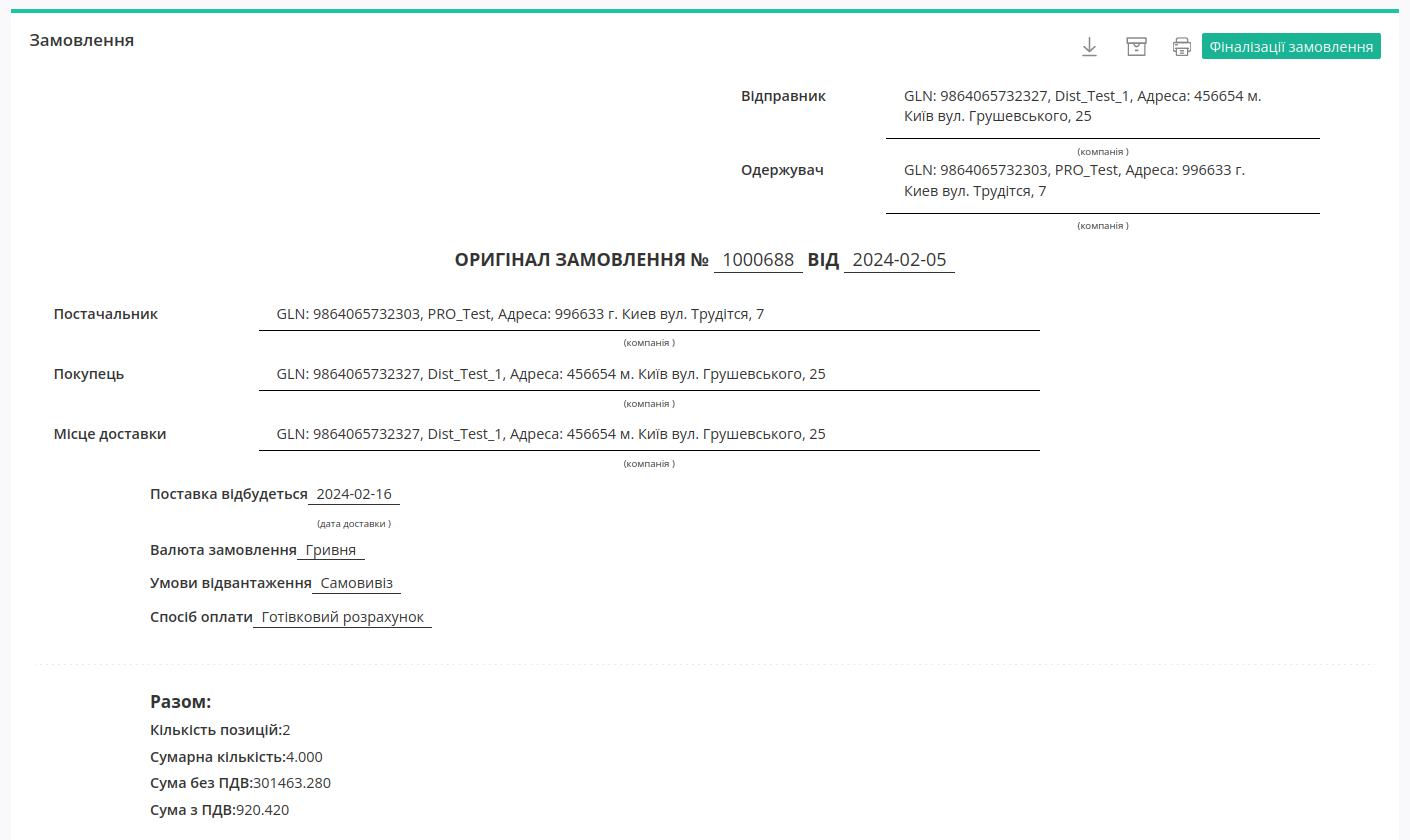 Замовлення
Фіналізації замовлення
Відправник
GLN: 9864065732327, Dist_Test_1, Адреса: 456654 м.
Київ вул. Грушевського, 25
(компанія )
Одержувач
GLN: 9864065732303, PRO_Test, Адреса: 996633 г.
Киев вул. Трудітся, 7
(компанія )
ОРИГІНАЛ ЗАМОВЛЕННЯ № 1000688 ВІД 2024-02-05
Постачальник GLN: 9864065732303, PRO_Test, Адреса: 996633 г. Киев вул. Трудітся, 7
(компанія )
Покупець GLN: 9864065732327, Dist_Test_1, Адреса: 456654 м. Київ вул. Грушевського, 25
(компанія )
Місце доставки GLN: 9864065732327, Dist_Test_1, Адреса: 456654 м. Київ вул. Грушевського, 25
(компанія )
Поставка відбудеться 2024-02-16
(дата доставки )
Валюта замовлення Гривня
Умови відвантаження Самовивіз
Спосіб оплати Готівковий розрахунок
Разом:
Кількість позицій:2
Сумарна кількість:4.000
Сума без ПДВ:301463.280
Сума з ПДВ:920.420